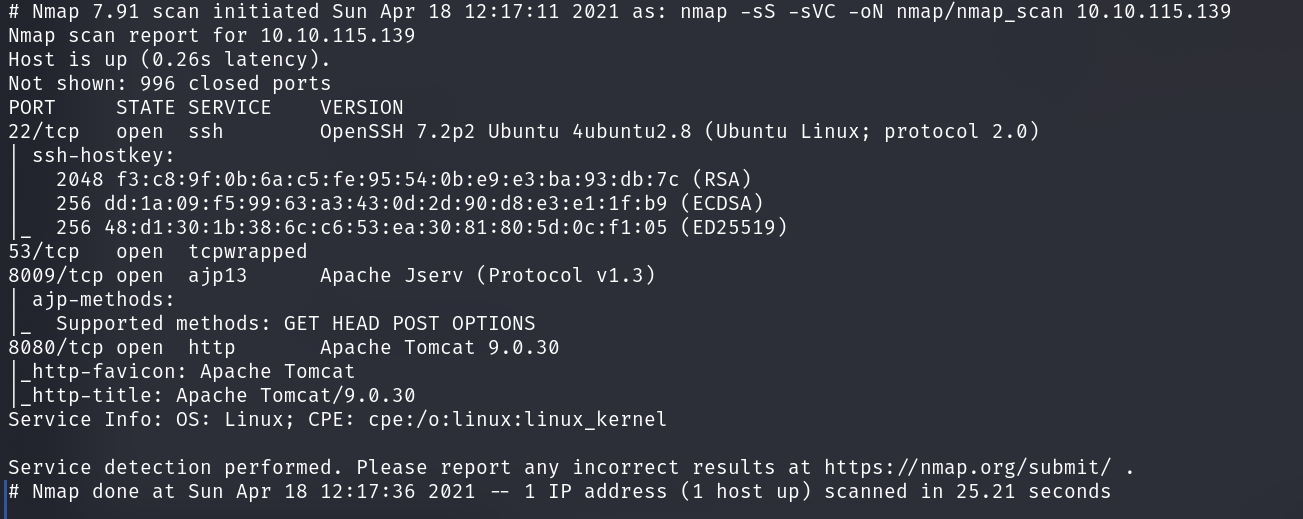 # Nmap 7.91 scan initiated Sun Apr 18 12:17:11 2021 as: nmap -sS -sVC -oN nmap/nmap_scan 10.10.115.139
Nmap scan report for 10.10.115.139
Host is up (0.26s latency).
Not shown: 996 closed ports
PORT     STATE SERVICE    VERSION
22/tcp   open  ssh        OpenSSH 7.2p2 Ubuntu 4ubuntu2.8 (Ubuntu Linux; protocol 2.0)
| ssh-hostkey:
|   2048 f3:c8:9f:0b:6a:c5:fe:95:54:0b:e9:e3:ba:93:db:7c (RSA)
|   256 dd:1a:09:f5:99:63:a3:43:0d:2d:90:d8:e3:e1:1f:b9 (ECDSA)
|_  256 48:d1:30:1b:38:6c:c6:53:ea:30:81:80:5d:0c:f1:05 (ED25519)
53/tcp   open  tcpwrapped
8009/tcp open  ajp13      Apache Jserv (Protocol v1.3)
| ajp-methods:
|_  Supported methods: GET HEAD POST OPTIONS
8080/tcp open  http       Apache Tomcat 9.0.30
|_http-favicon: Apache Tomcat
|_http-title: Apache Tomcat/9.0.30
Service Info: OS: Linux; CPE: cpe:/o:linux:linux_kernel

Service detection performed. Please report any incorrect results at https://nmap.org/submit/ .
# Nmap done at Sun Apr 18 12:17:36 2021 -- 1 IP address (1 host up) scanned in 25.21 seconds